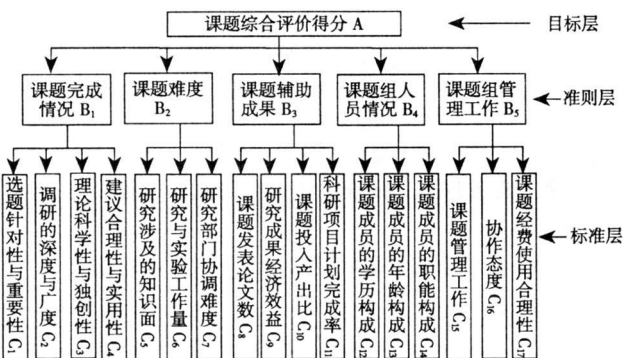 课题综合评价得分 A
目标层
课题完成
情况 B₁
课题难度
B₂
课题辅助
成果 B₃
课题组人
员情况 B₄
课题组管
理工作 B₅
准则层
选题针对性与重要性 C₁
调研的深度与广度 C₂
理论科学性与独创性 C₃
建议合理性与实用性 C₄
研究涉及的知识面 C₅
研究与实验工作量 C₆
研究部门协调难度 C₇
课题发表论文数 C₈
研究成果经济效益 C₉
课题投入产出比 C₁₀
科研项目计划完成率 C₁₁
课题成员的学历构成 C₁₂
课题成员的年龄构成 C₁₃
课题成员的职能构成 C₁₄
课题管理工作 C₁₅
协作态度 C₁₆
课题经费使用合理性 C₁₇
标准层